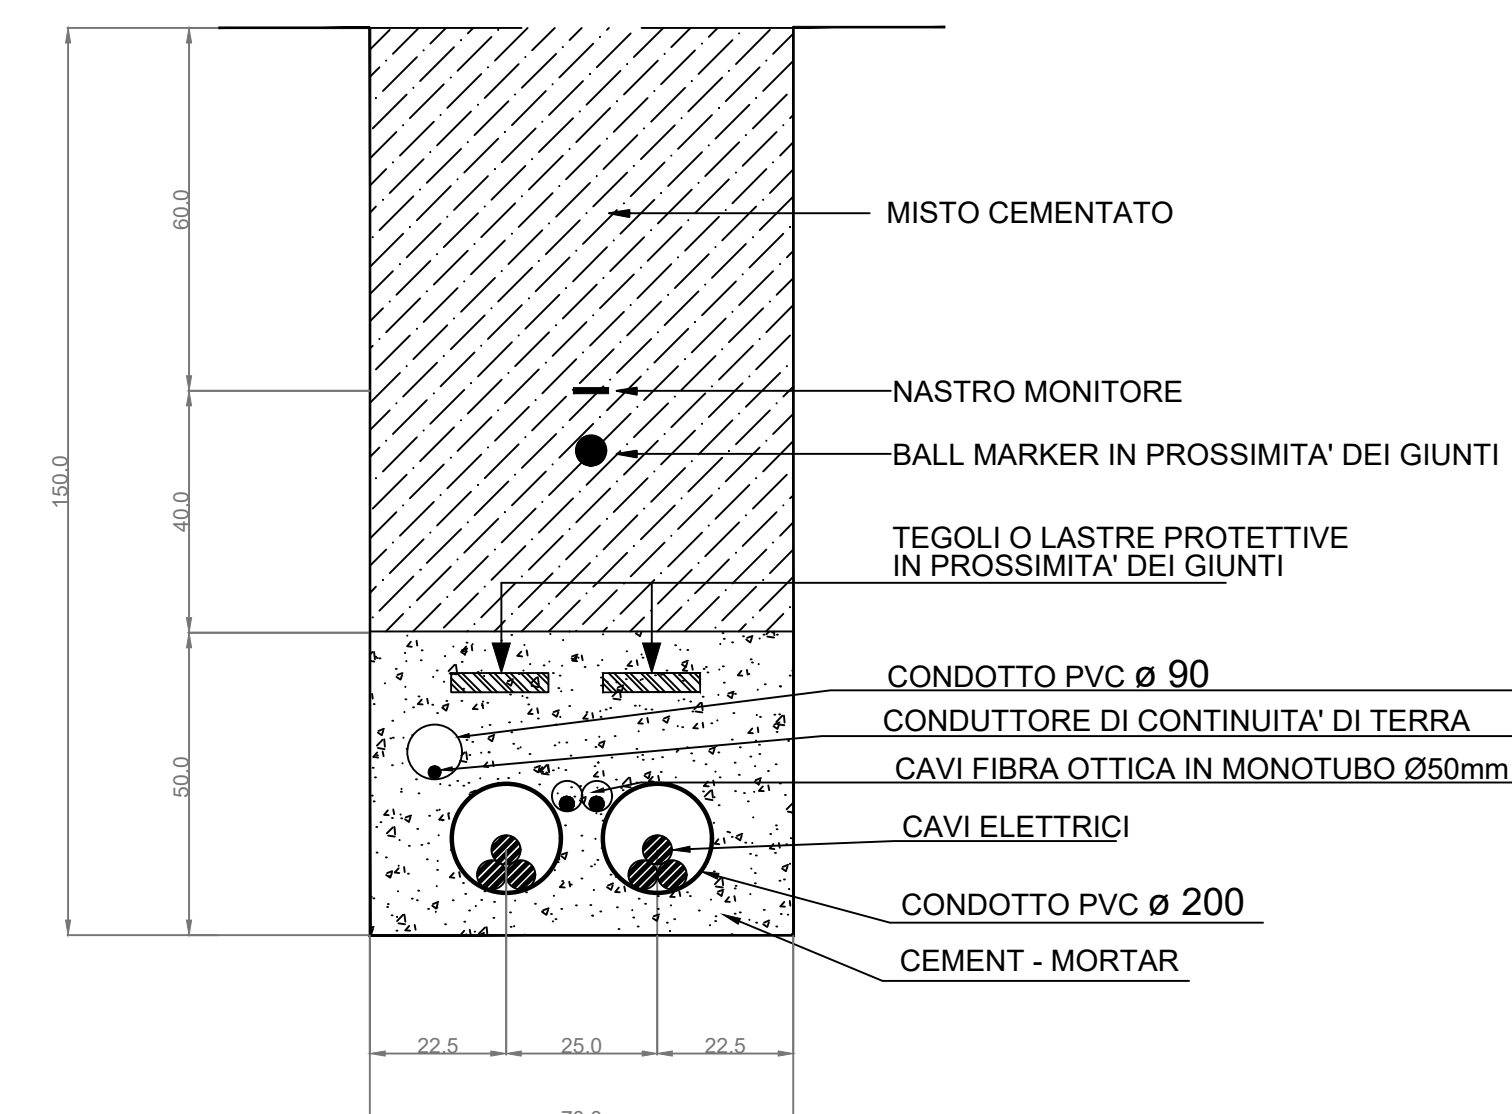 60.0
MISTO CEMENTATO
NASTRO MONITORE
BALL MARKER IN PROSSIMITA' DEI GIUNTI
150.0
40.0
TEGOLI O LASTRE PROTETTIVE
IN PROSSIMITA' DEI GIUNTI
CONDOTTO PVC ø 90
CONDUTTORE DI CONTINUITA' DI TERRA
50.0
CAVI FIBRA OTTICA IN MONOTUBO Ø50mm
CAVI ELETTRICI
CONDOTTO PVC ø 200
CEMENT - MORTAR
22.5 25.0 22.5